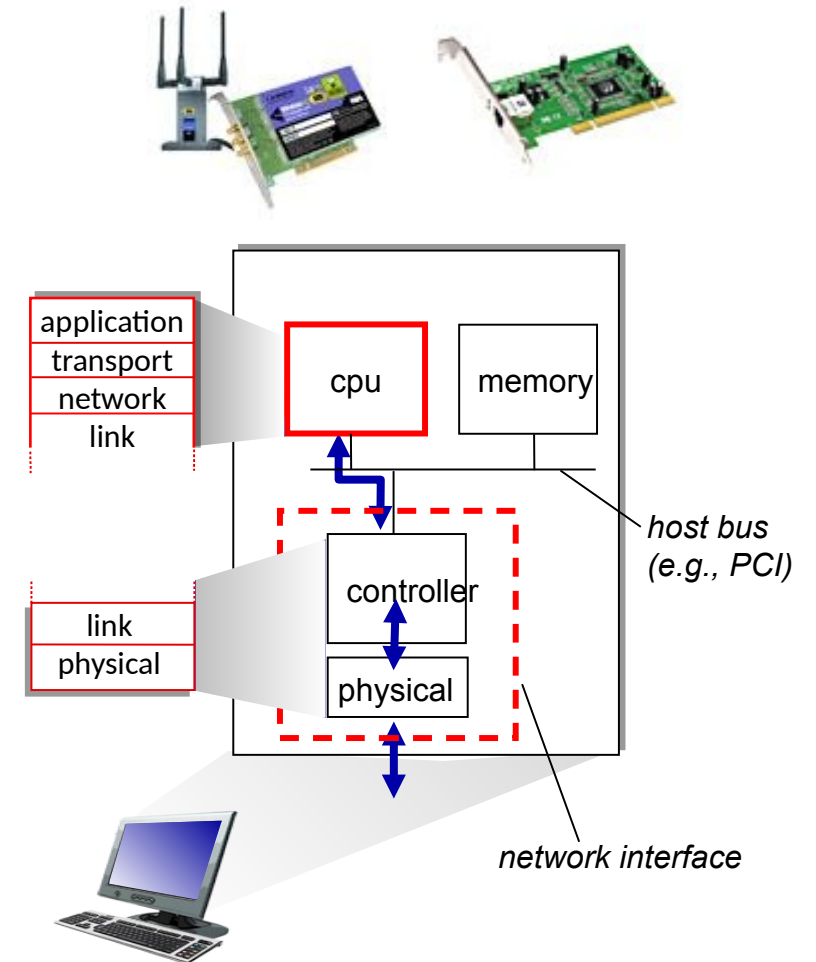 application
transport
network
link
cpu
memory
host bus
(e.g., PCI)
controller
link
physical
physical
network interface